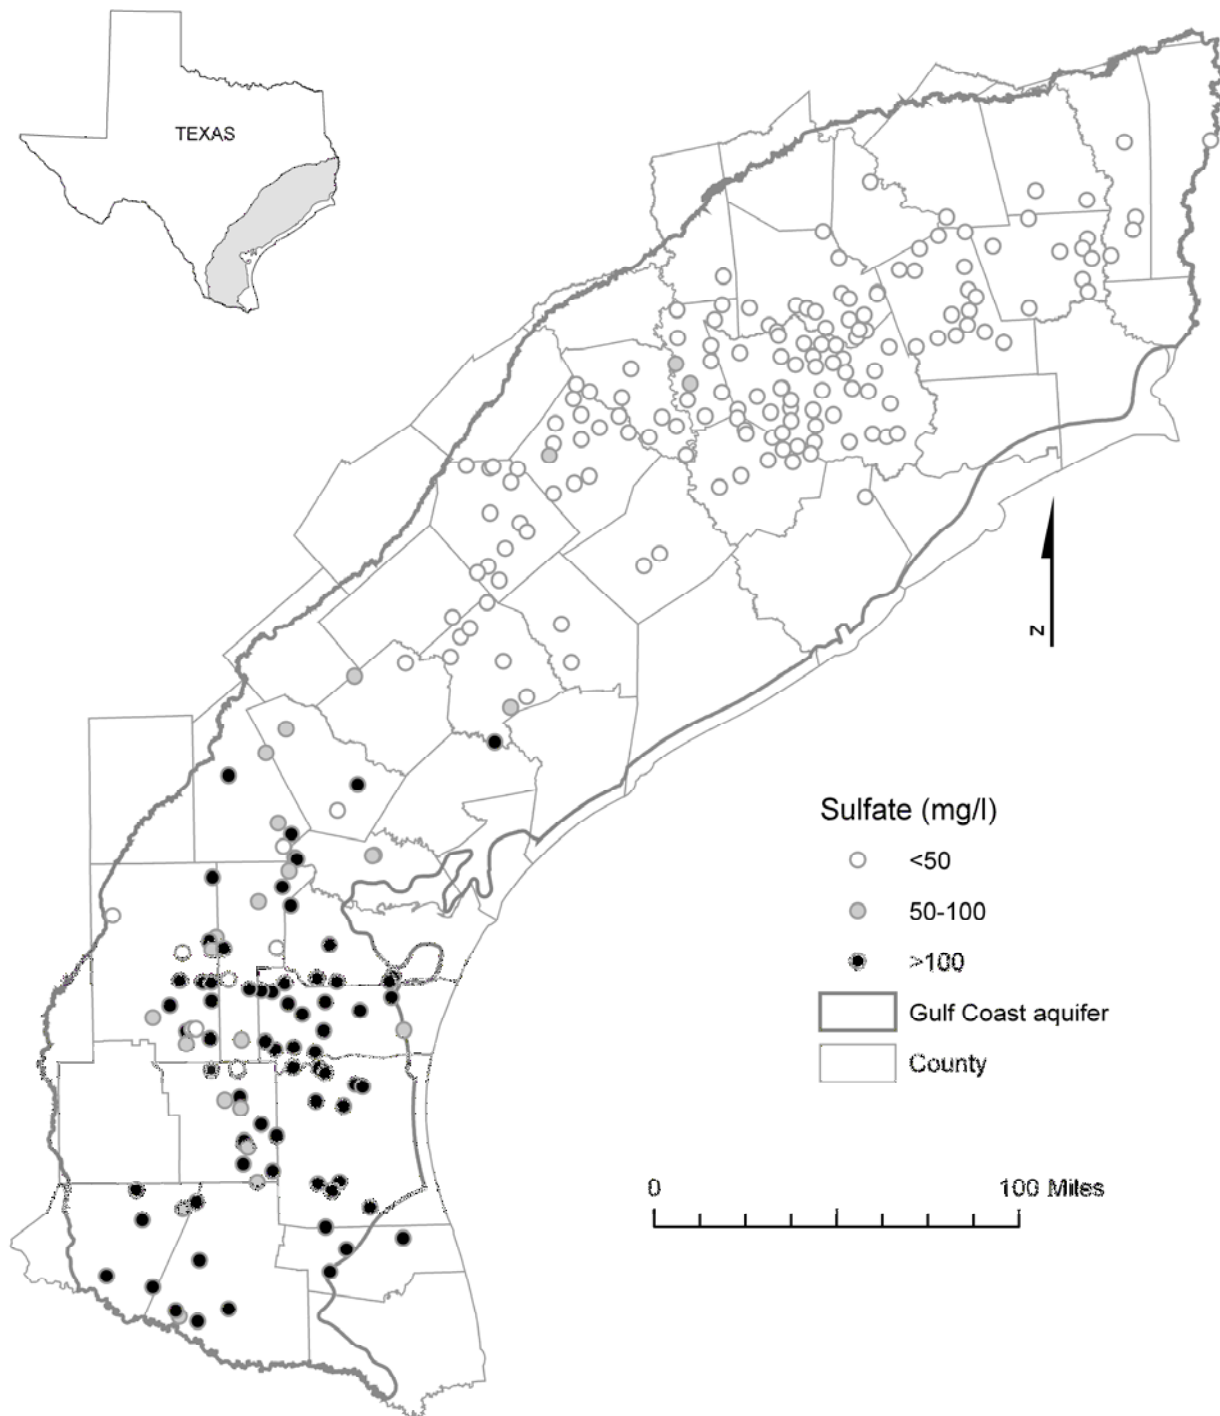 TEXAS
N
Sulfate (mg/l)
<50
50-100
>100
Gulf Coast aquifer
County
0 100 Miles